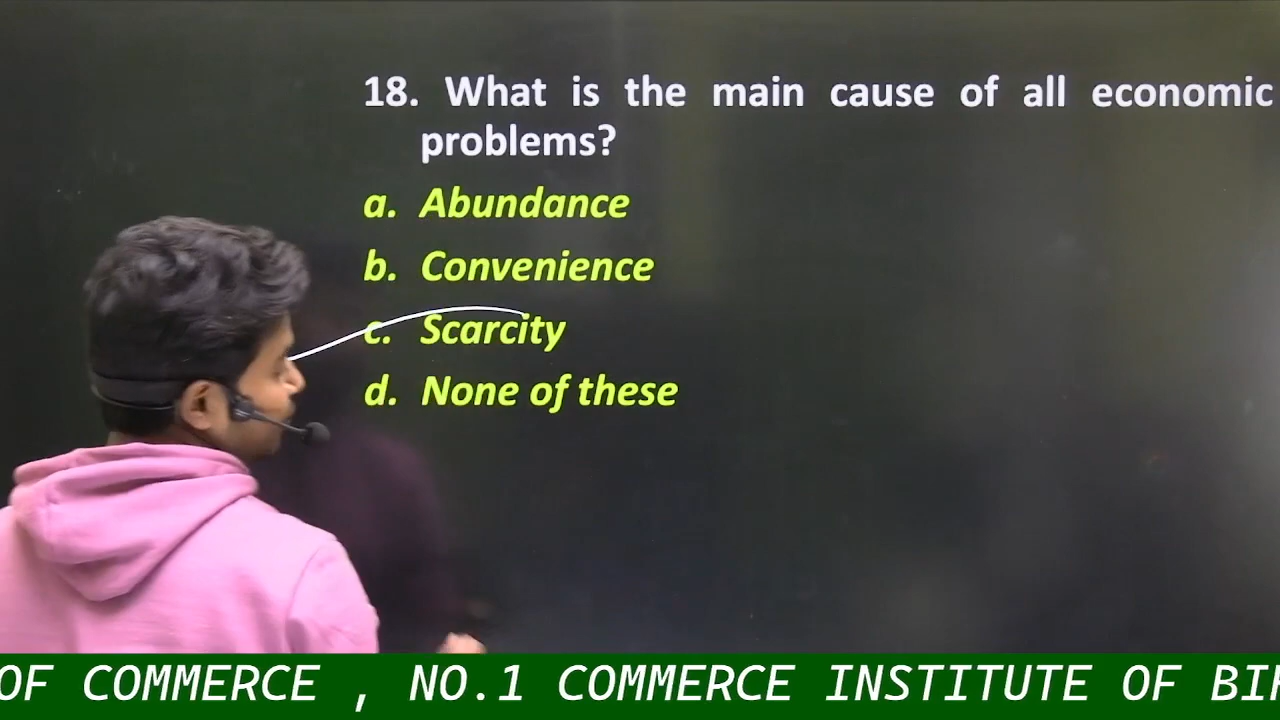 18. What is the main cause of all economic
problems?
a. Abundance
b. Convenience
c. Scarcity
d. None of these
OF COMMERCE , NO.1 COMMERCE INSTITUTE OF